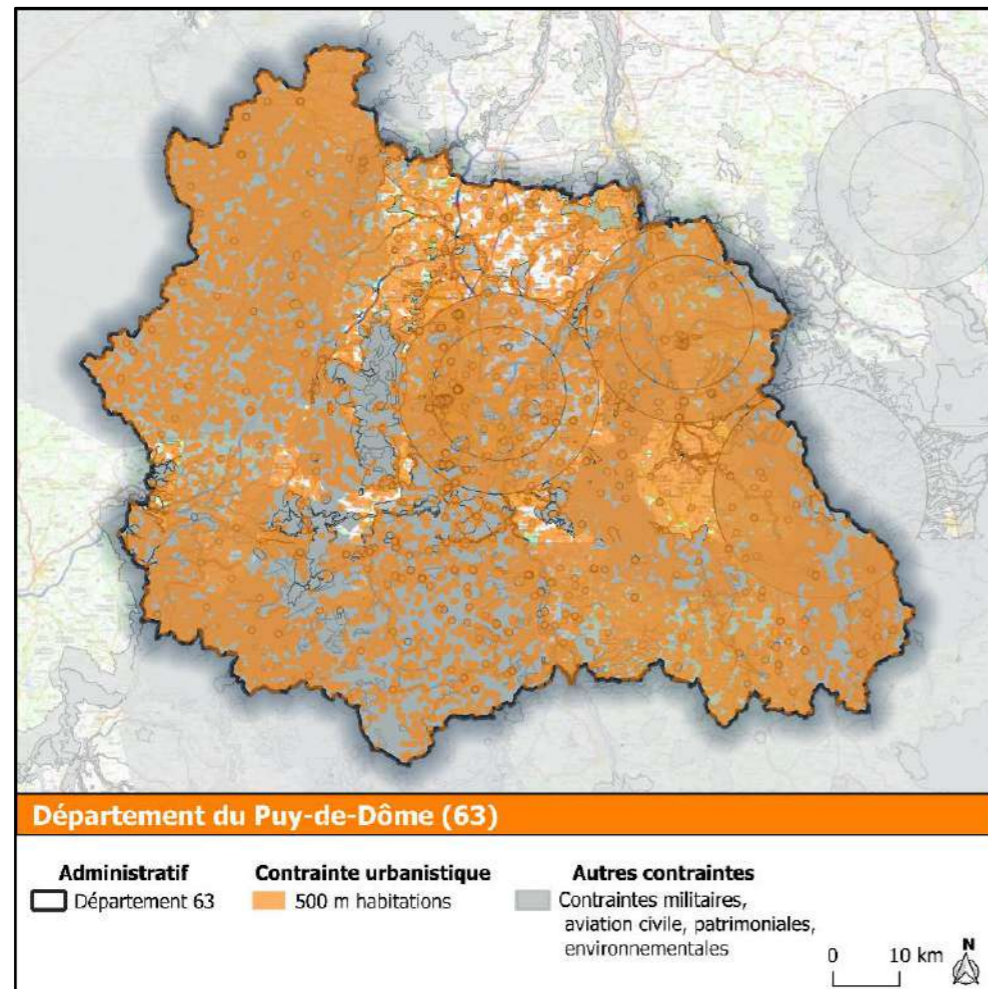 Département du Puy-de-Dôme (63)
Administratif
Département 63
Contrainte urbanistique
500 m habitations
Autres contraintes
Contraintes militaires,
aviation civile, patrimoniales,
environnementales
0 10 km
N